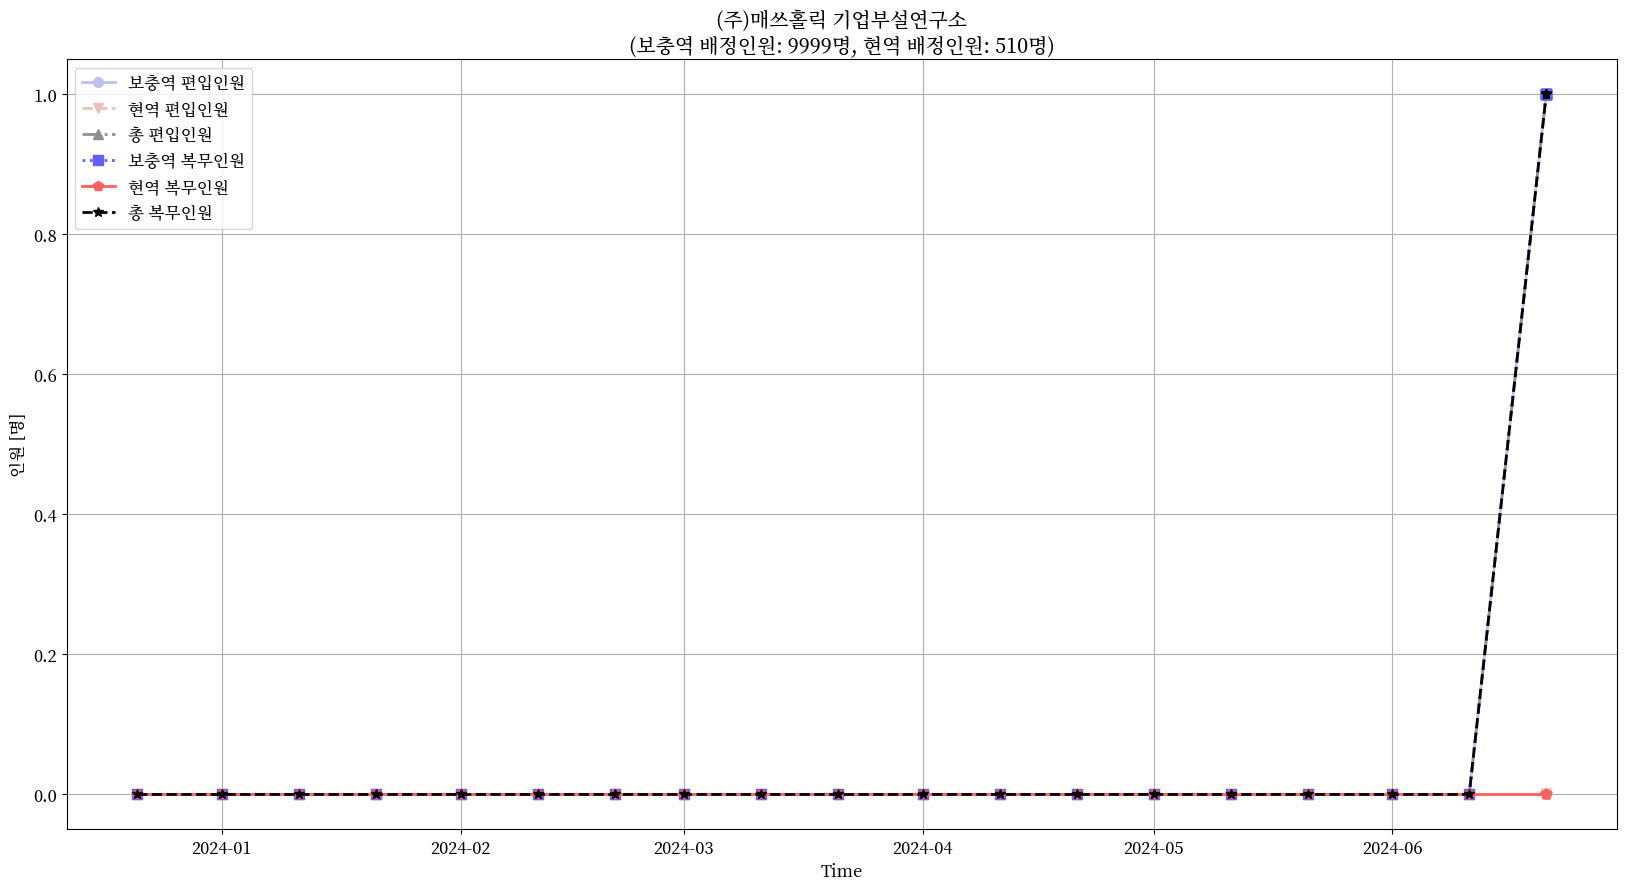 (주)매쓰홀릭 기업부설연구소
(보충역 배정인원: 9999명, 현역 배정인원: 510명)
보충역 편입인원
현역 편입인원
총 편입인원
보충역 복무인원
현역 복무인원
총 복무인원
인원 [명]
1.0
0.8
0.6
0.4
0.2
0.0
2024-01
2024-02
2024-03
2024-04
2024-05
2024-06
Time